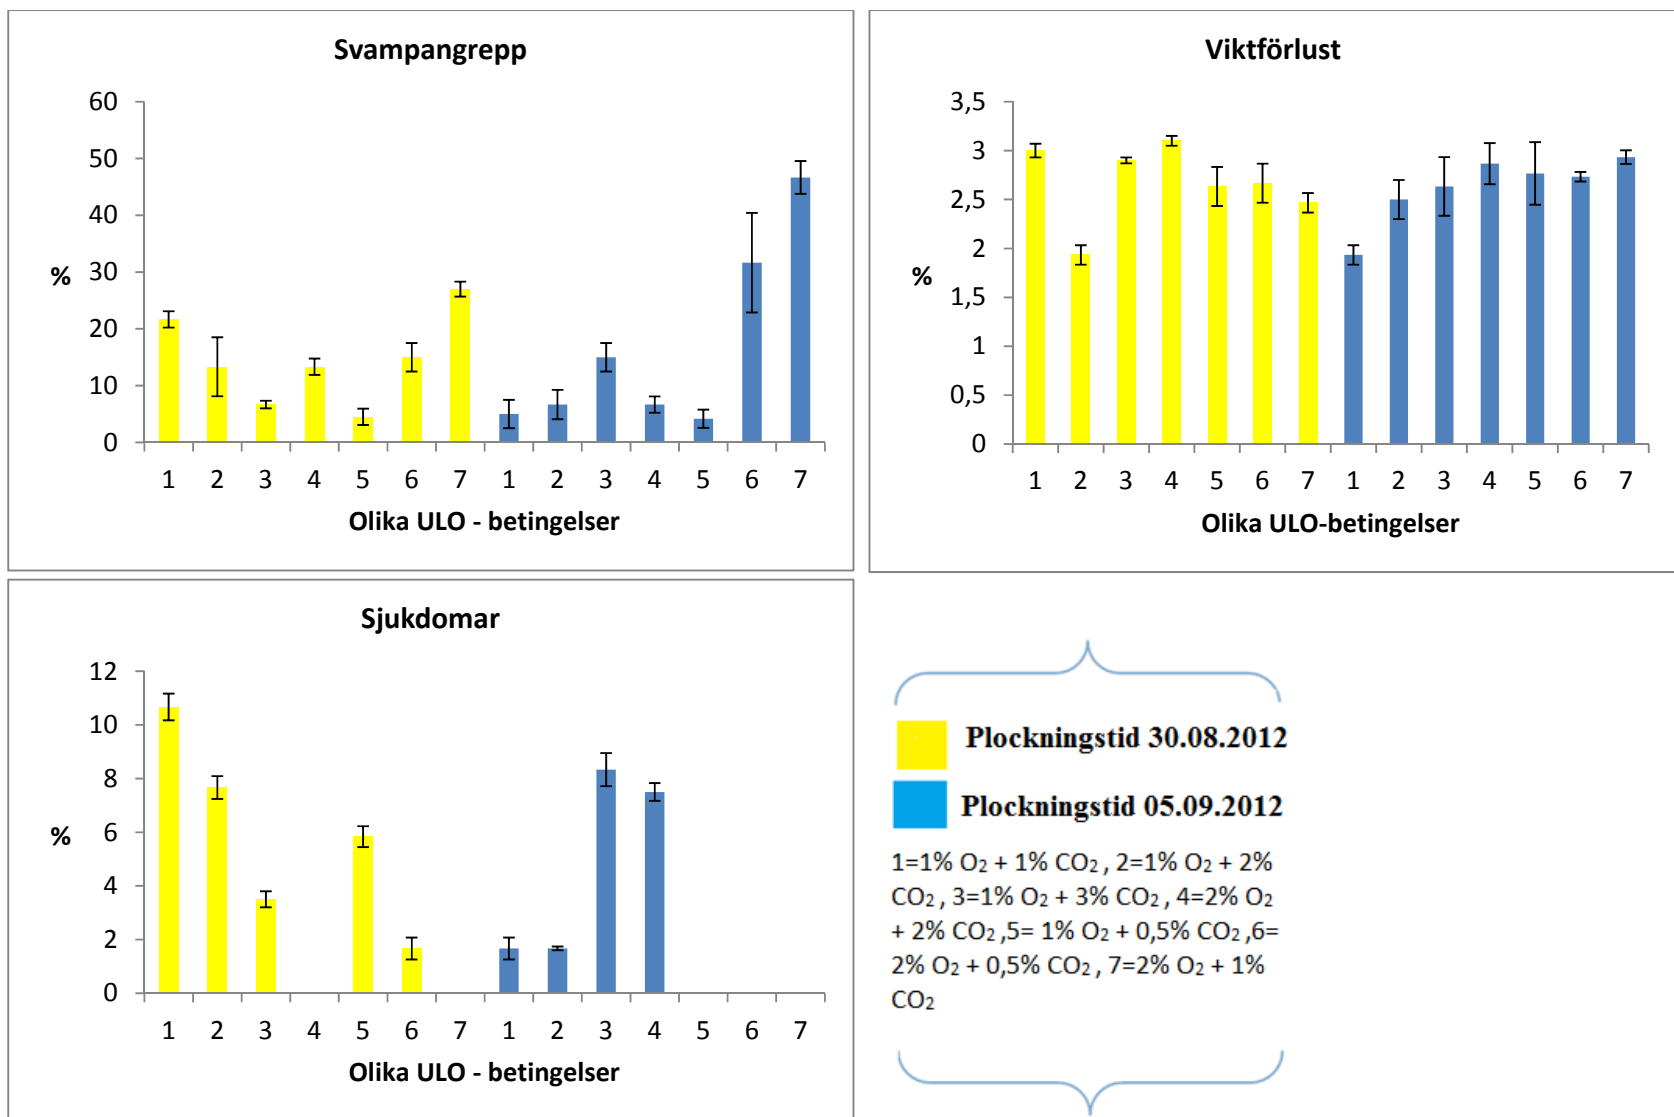 Svampangrepp
60
50
40
30
20
10
0
%
1 2 3 4 5 6 7 1 2 3 4 5 6 7
Olika ULO - betingelser
Viktförlust
3,5
3
2,5
2
1,5
1
0,5
0
%
1 2 3 4 5 6 7 1 2 3 4 5 6 7
Olika ULO-betingelser
Sjukdomar
12
10
8
6
4
2
0
%
1 2 3 4 5 6 7 1 2 3 4 5 6 7
Olika ULO - betingelser
Plockningstid 30.08.2012
Plockningstid 05.09.2012
1=1% O₂ + 1% CO₂ , 2=1% O₂ + 2%
CO₂ , 3=1% O₂ + 3% CO₂ , 4=2% O₂
+ 2% CO₂ ,5= 1% O₂ + 0,5% CO₂ ,6=
2% O₂ + 0,5% CO₂ , 7=2% O₂ + 1%
CO₂